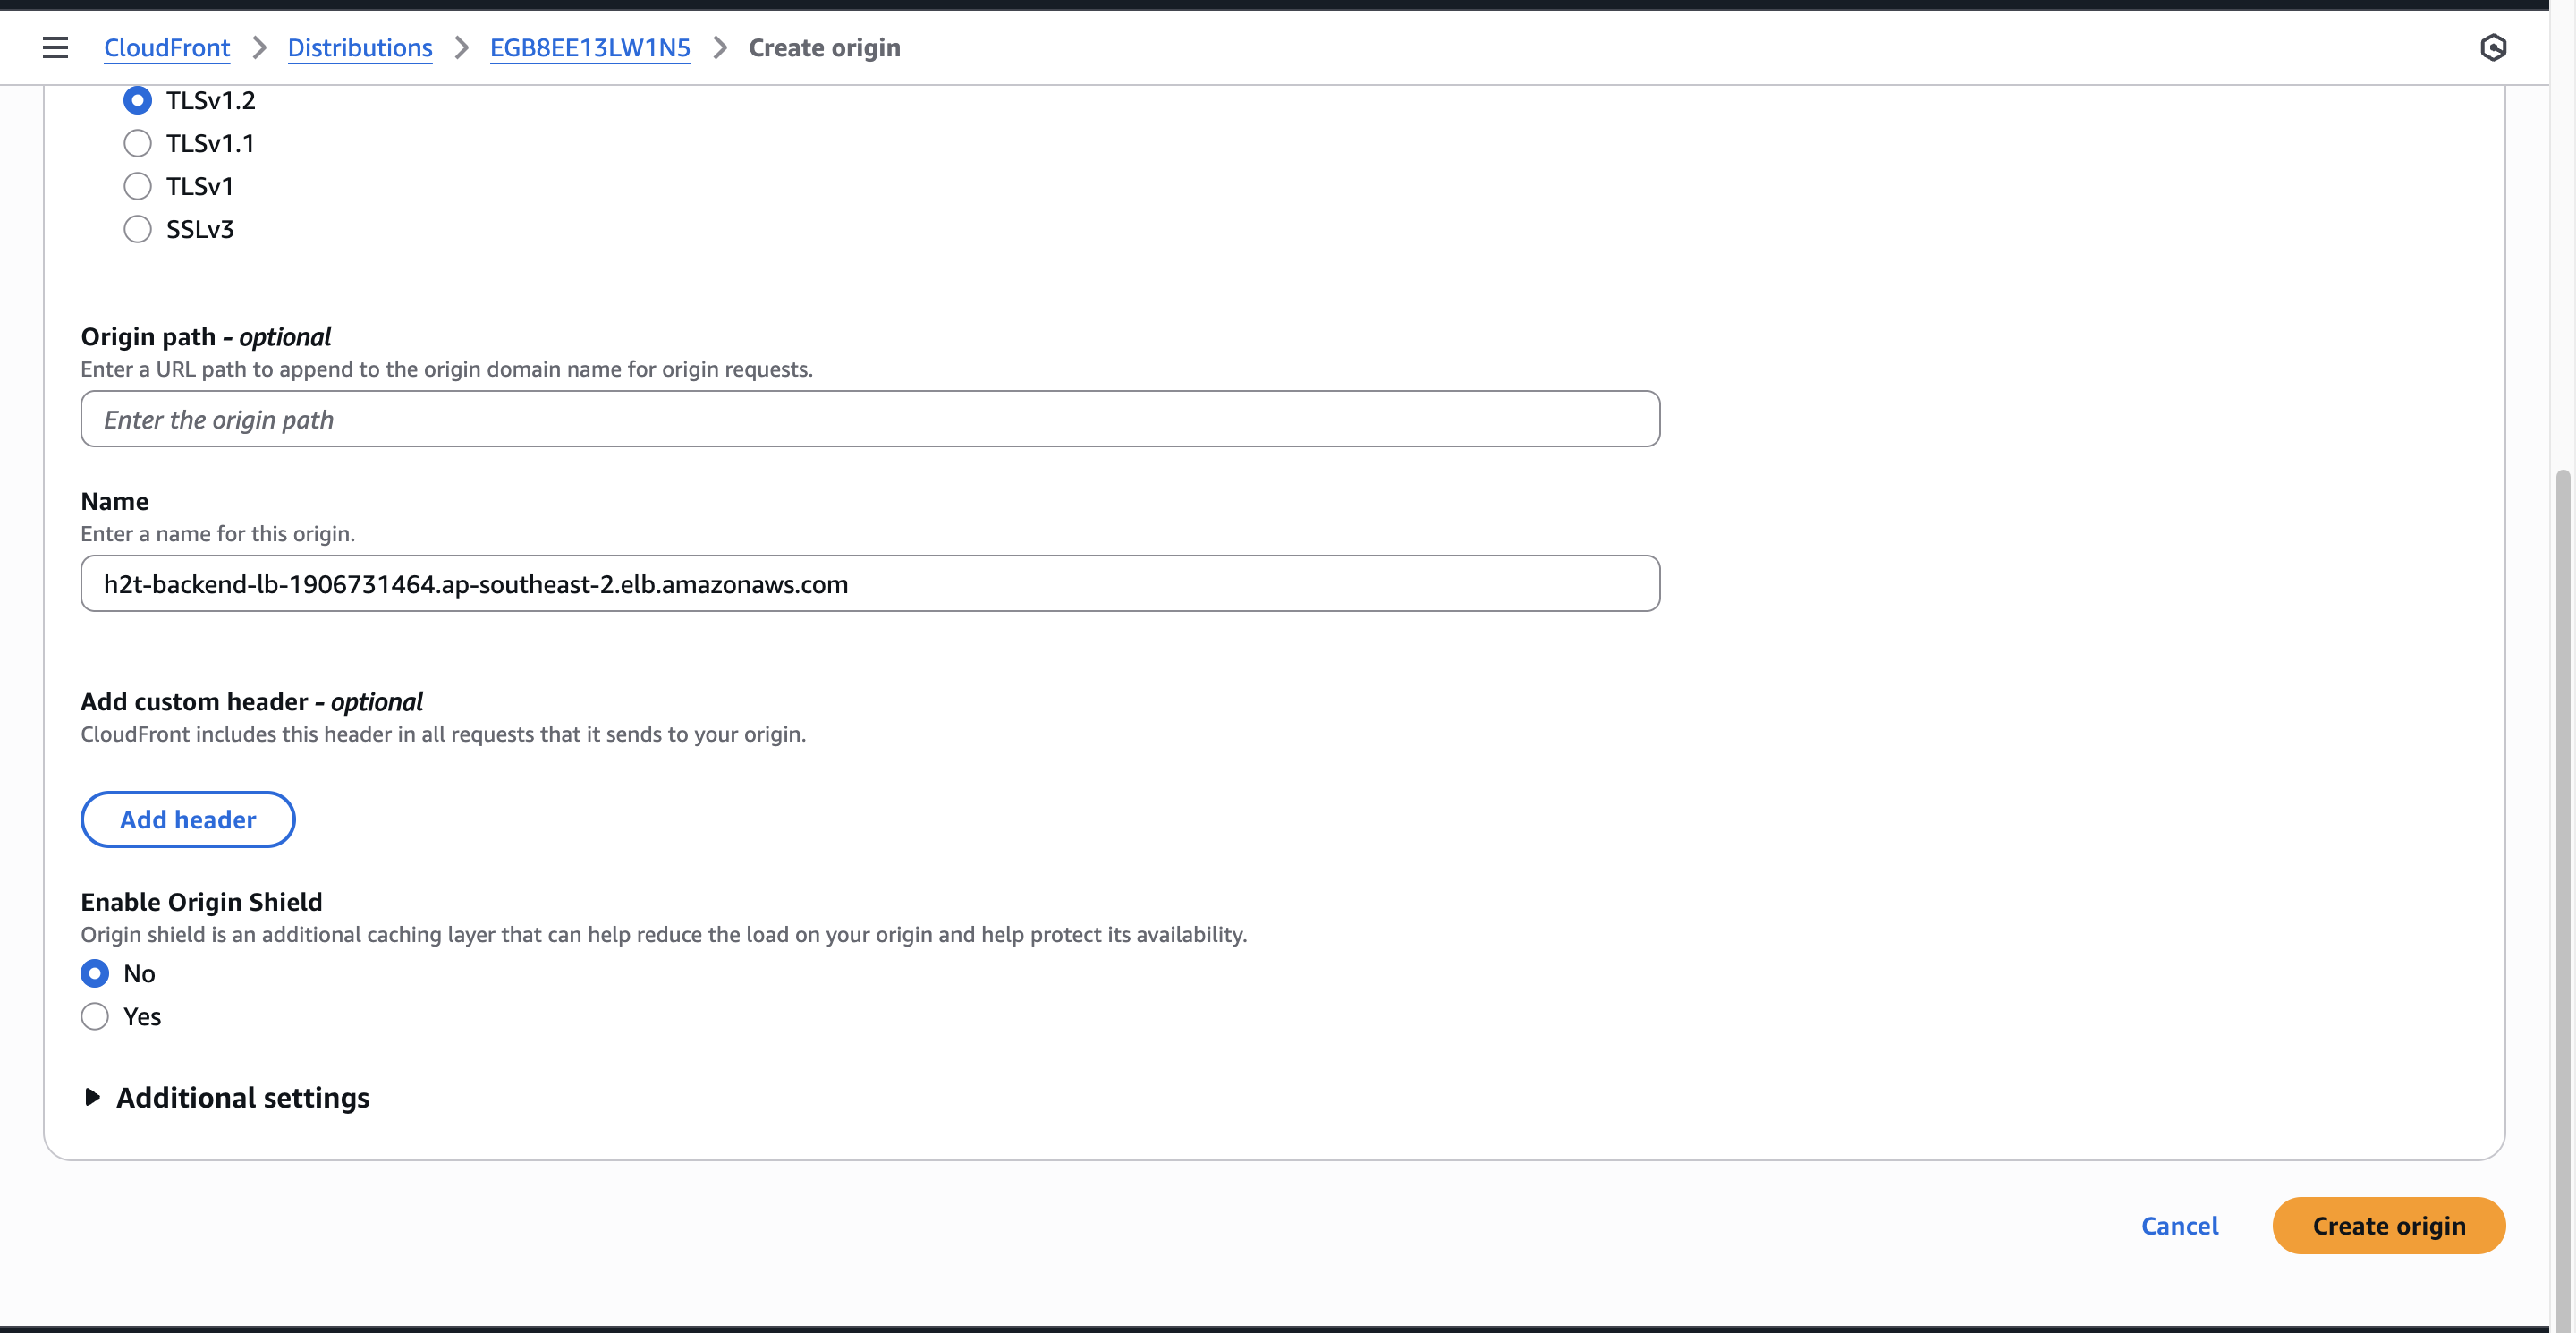 CloudFront > Distributions > EGB8EE13LW1N5 > Create origin
TLSv1.2
TLSv1.1
TLSv1
SSLv3
Origin path - optional
Enter a URL path to append to the origin domain name for origin requests.
Enter the origin path
Name
Enter a name for this origin.
h2t-backend-lb-1906731464.ap-southeast-2.elb.amazonaws.com
Add custom header - optional
CloudFront includes this header in all requests that it sends to your origin.
Add header
Enable Origin Shield
Origin shield is an additional caching layer that can help reduce the load on your origin and help protect its availability.
No
Yes
Additional settings
Cancel
Create origin